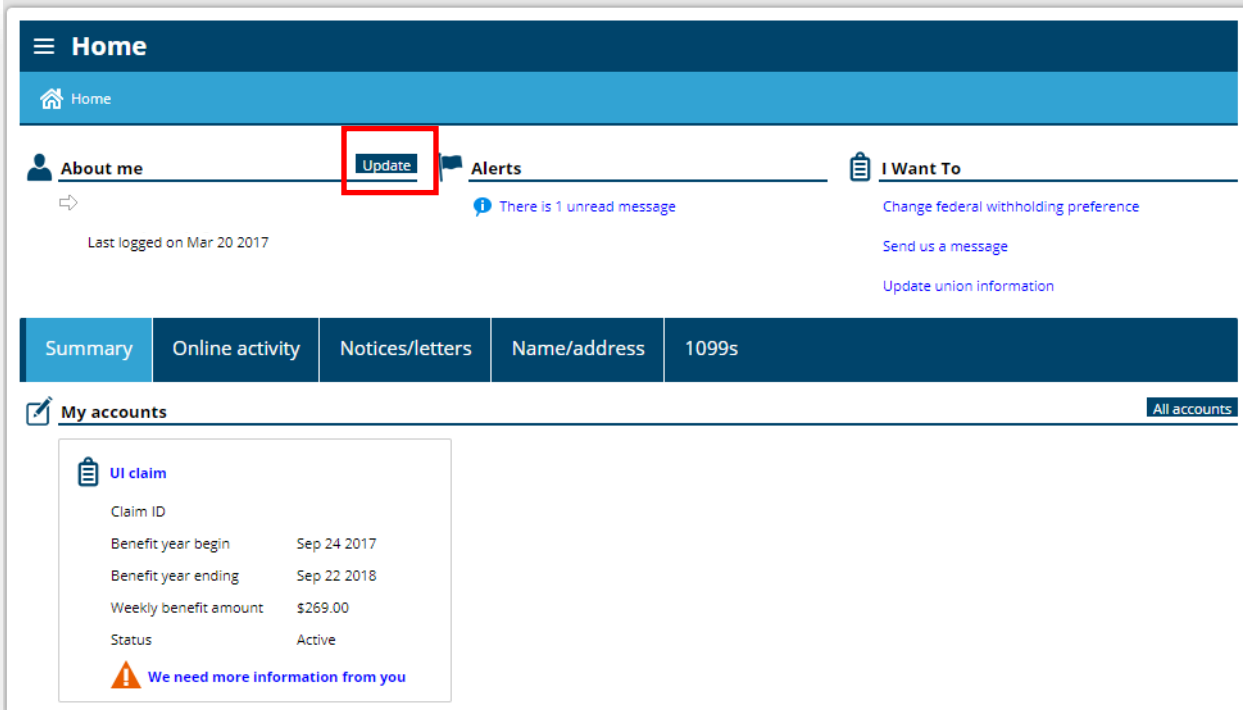 Home
Home
About me
Update
Last logged on Mar 20 2017
Alerts
There is 1 unread message
I Want To
Change federal withholding preference
Send us a message
Update union information
Summary Online activity Notices/letters Name/address 1099s
My accounts
All accounts
UI claim
Claim ID
Benefit year begin Sep 24 2017
Benefit year ending Sep 22 2018
Weekly benefit amount $269.00
Status Active
We need more information from you